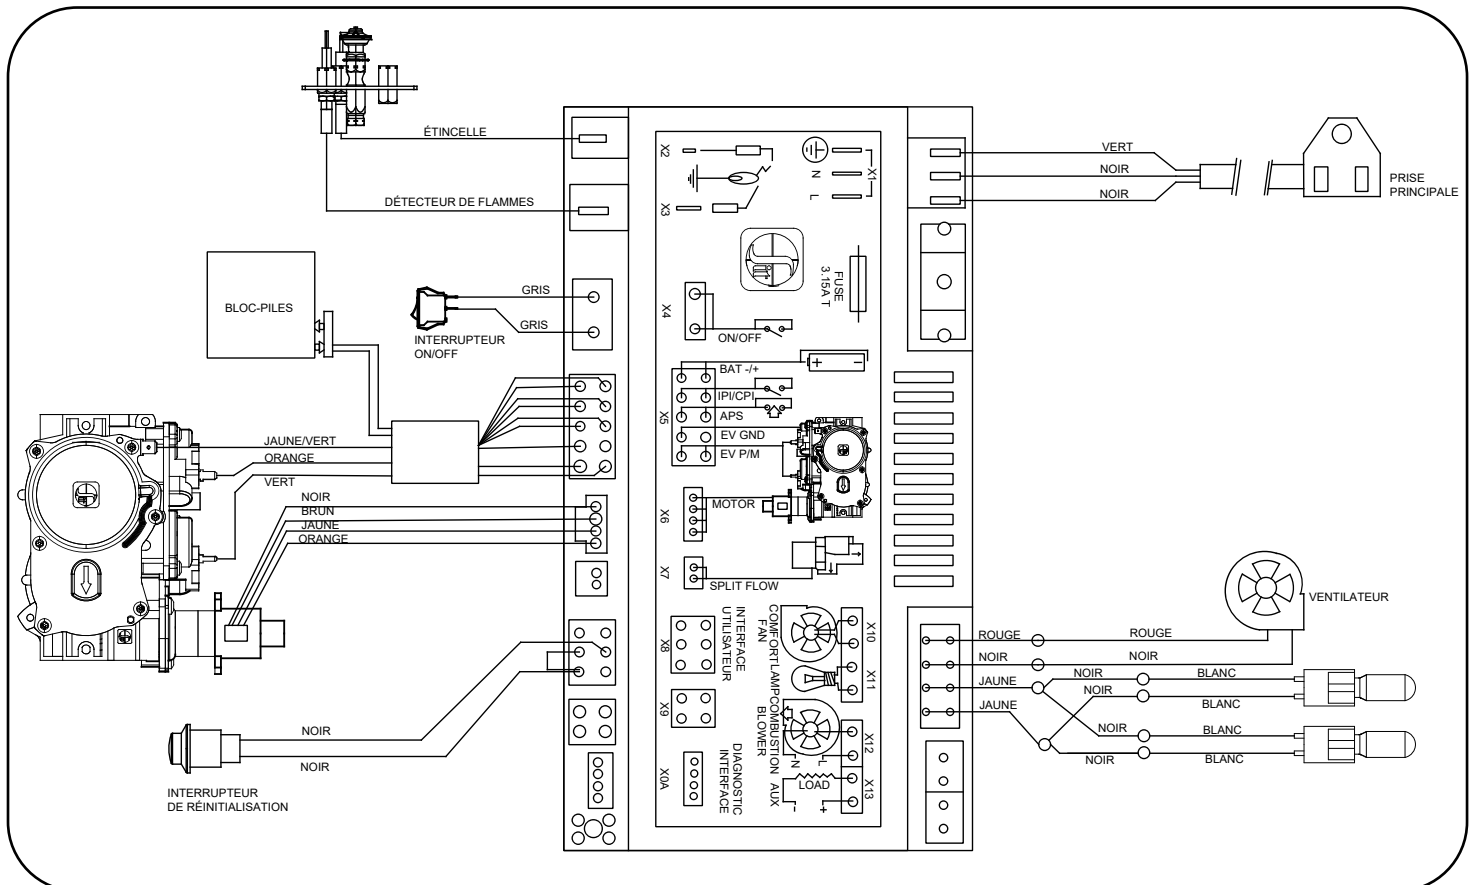 ÉTINCELLE
DÉTECTEUR DE FLAMMES
BLOC-PILES
GRIS
GRIS
INTERRUPTEUR
ON/OFF
JAUNE/VERT
ORANGE
VERT
NOIR
BRUN
JAUNE
ORANGE
NOIR
NOIR
INTERRUPTEUR
DE RÉINITIALISATION
X2
X3
X1
N
L
FUSE
3.15A T
X4
ON/OFF
X5
BAT -/+
+ -
IPI/CPI
APS
EV GND
EV P/M
X6
MOTOR
X7
SPLIT FLOW
X8
INTERFACE
UTILISATEUR
X9
X0A
DIAGNOSTIC
INTERFACE
COMFORT
FAN
X10
LAMP
X11
COMBUSTION
BLOWER
X12
N
L
AUX
X13
LOAD
- +
VERT
NOIR
NOIR
PRISE
PRINCIPALE
VENTILATEUR
ROUGE
ROUGE
NOIR
NOIR
JAUNE
NOIR
BLANC
NOIR
BLANC
JAUNE
NOIR
BLANC
NOIR
BLANC